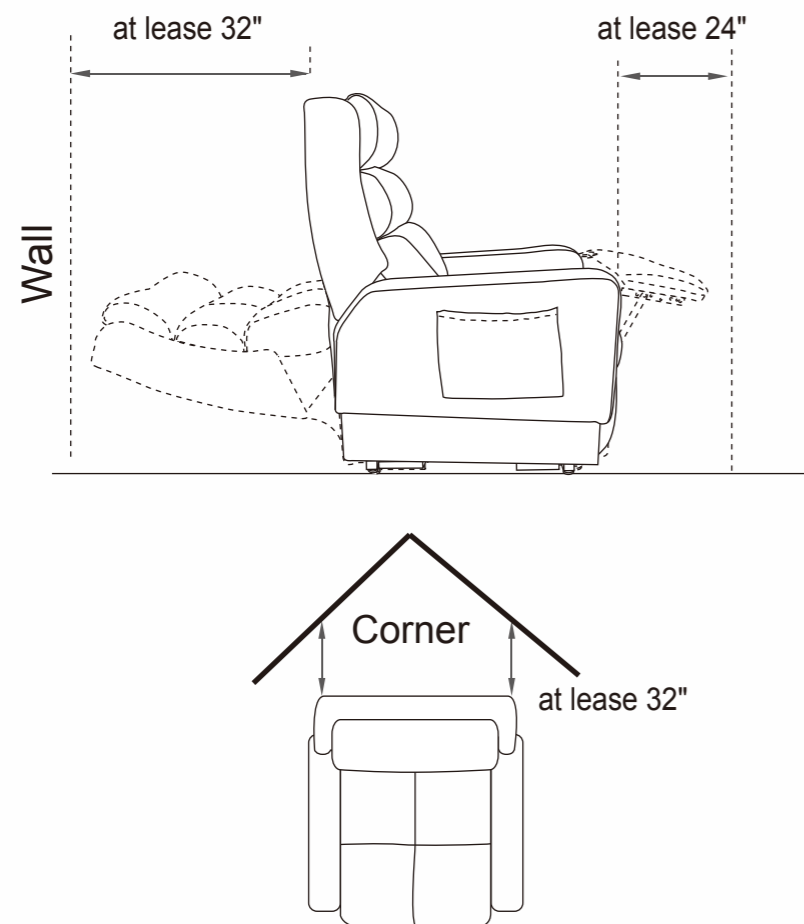 at lease 32"
at lease 24"
Wall
Corner
at lease 32"